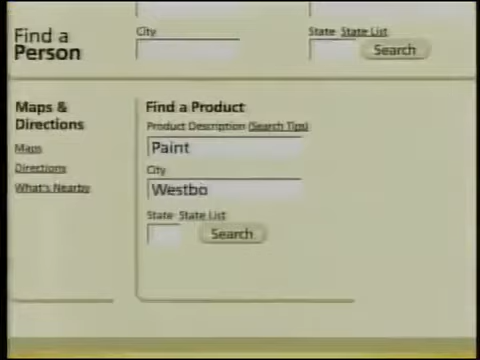 Find a
Person
City
State State List
Search
Maps &
Directions
Maps
Directions
What's Nearby
Find a Product
Product Description (Search Tips)
Paint
City
Westbo
State State List
Search